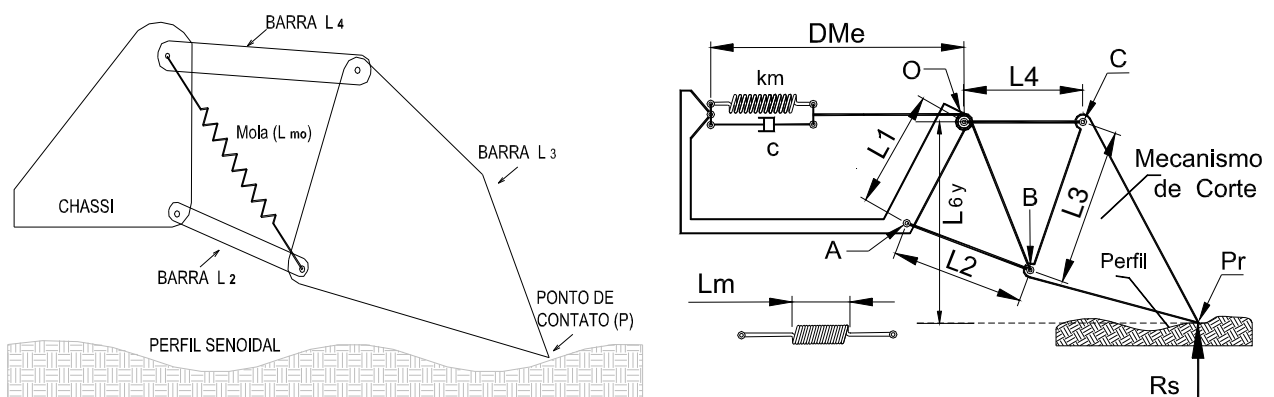 BARRA L 4
Mola (L mo)
BARRA L 3
CHASSI
BARRA L 2
PONTO DE
CONTATO (P)
PERFIL SENOIDAL
DMe
O
C
km
L4
c
L1
L6y
Mecanismo
de Corte
B
L3
A
L2
Perfil
Pr
Lm
Rs